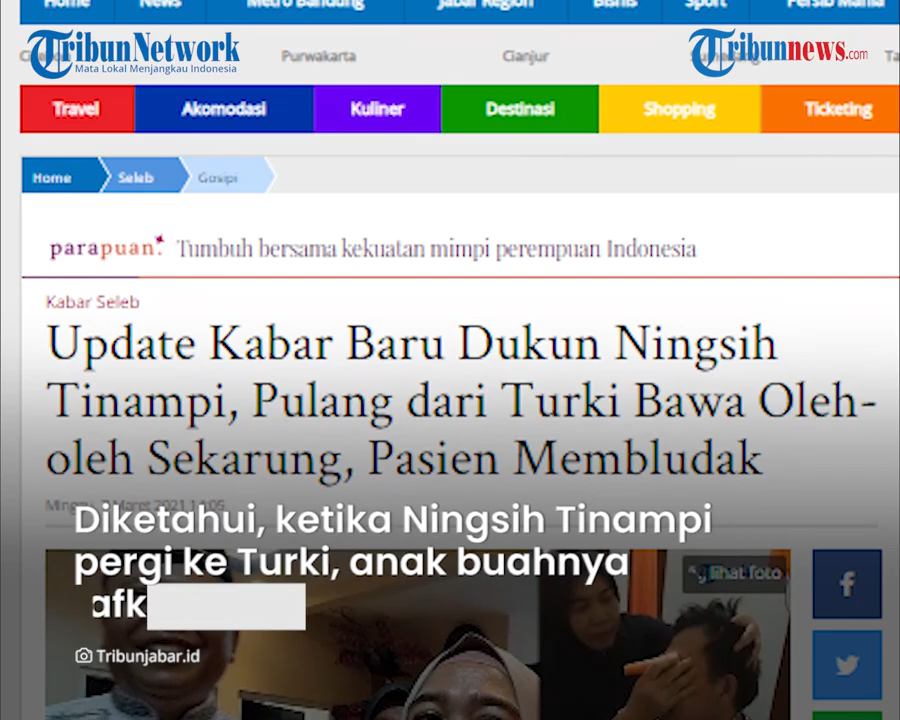 Home News Metro Bandung Jabar Region Bisnis Sport Persib Mania
TribunNetwork
Mata Lokal Menjangkau Indonesia
Tribunnews.com
Purwakarta Cianjur
Travel Akomodasi Kuliner Destinasi Shopping Ticketing
Home Seleb Gosipi
parapuan. Tumbuh bersama kekuatan mimpi perempuan Indonesia
Kabar Seleb
Update Kabar Baru Dukun Ningsih
Tinampi, Pulang dari Turki Bawa Oleh-
oleh Sekarung, Pasien Membludak
Diketahui, ketika Ningsih Tinampi
pergi ke Turki, anak buahnya
lihat foto
Tribunjabar.id